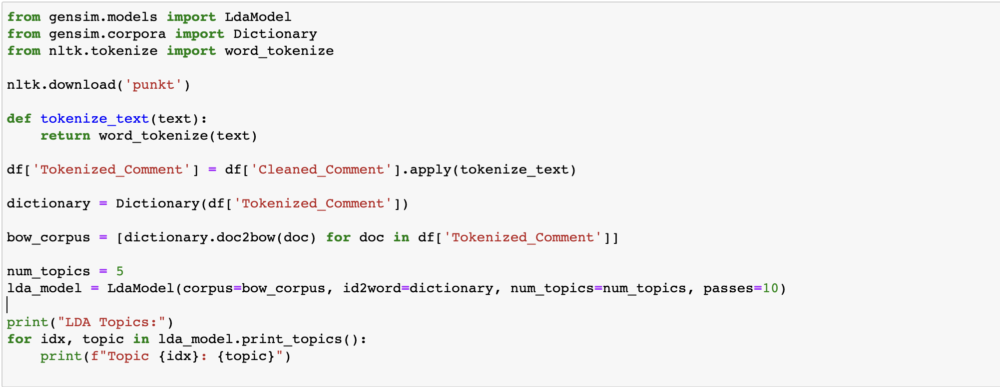 from gensim.models import LdaModel
from gensim.corpora import Dictionary
from nltk.tokenize import word_tokenize
nltk.download('punkt')
def tokenize_text(text):
    return word_tokenize(text)
df['Tokenized_Comment'] = df['Cleaned_Comment'].apply(tokenize_text)
dictionary = Dictionary(df['Tokenized_Comment'])
bow_corpus = [dictionary.doc2bow(doc) for doc in df['Tokenized_Comment']]
num_topics = 5
lda_model = LdaModel(corpus=bow_corpus, id2word=dictionary, num_topics=num_topics, passes=10)
print("LDA Topics:")
for idx, topic in lda_model.print_topics():
    print(f"Topic {idx}: {topic}")